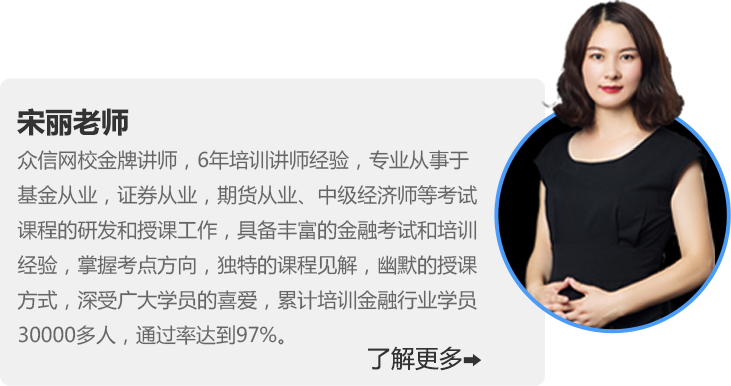 宋丽老师
众信网校金牌讲师，6年培训讲师经验，专业从事于
基金从业，证券从业，期货从业、中级经济师等考试
课程的研发和授课工作，具备丰富的金融考试和培训
经验，掌握考点方向，独特的课程见解，幽默的授课
方式，深受广大学员的喜爱，累计培训金融行业学员
30000多人，通过率达到97%。
了解更多➡